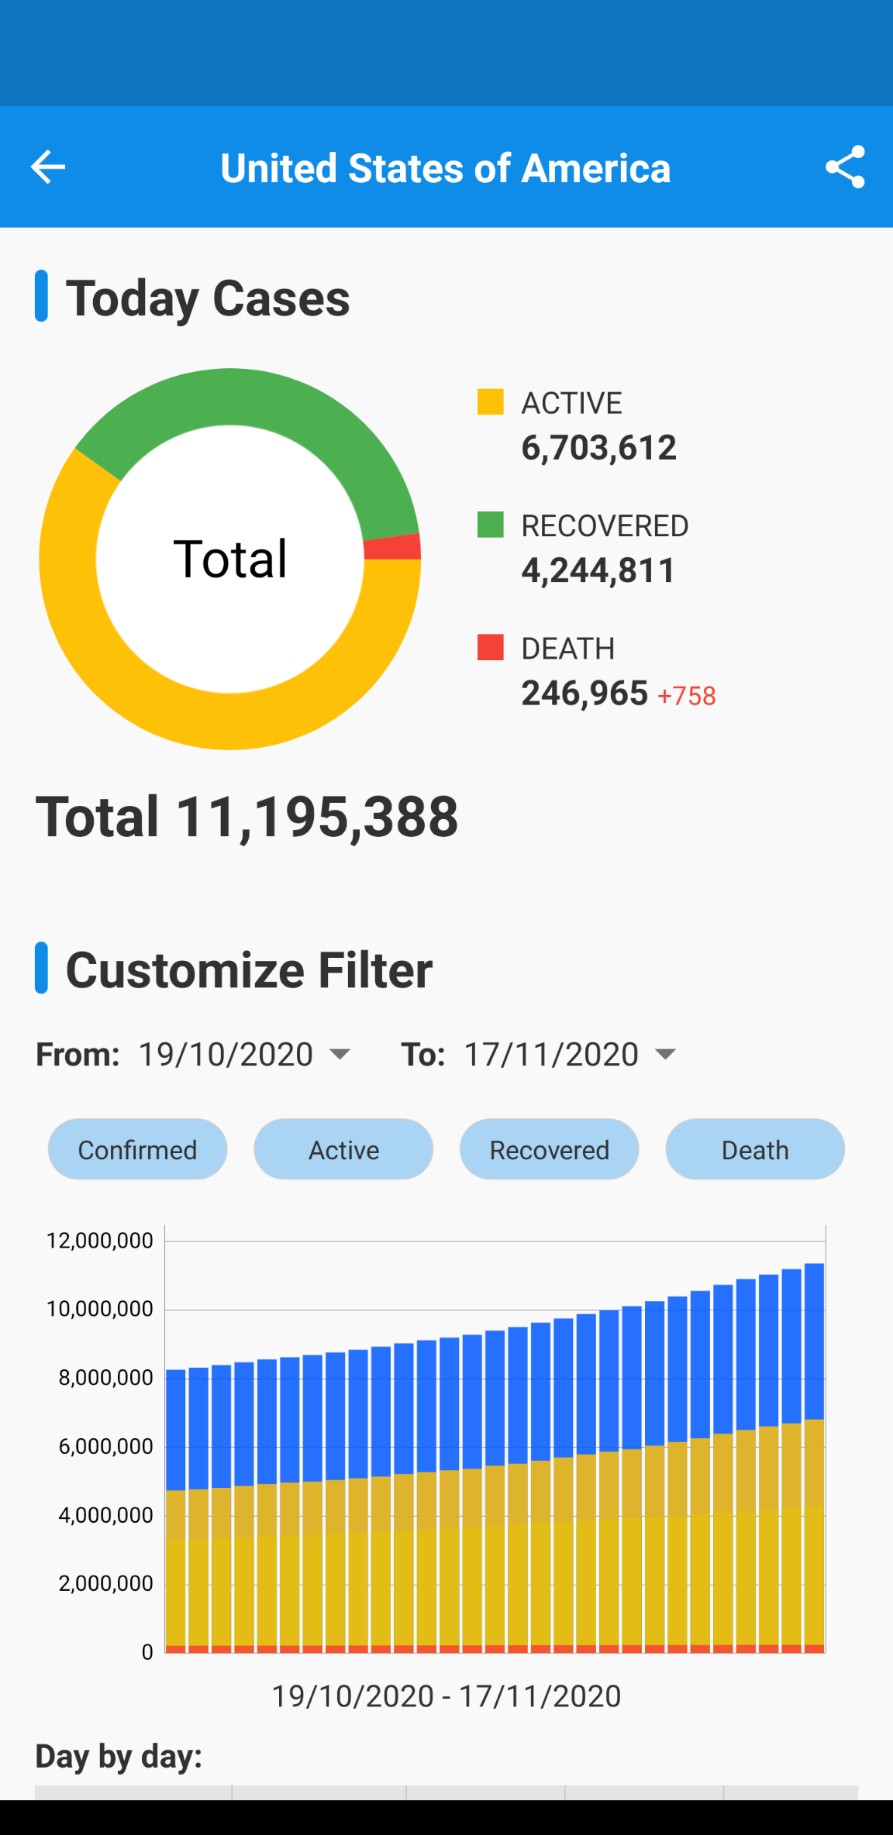 United States of America
Today Cases
Total
ACTIVE
6,703,612
RECOVERED
4,244,811
DEATH
246,965 +758
Total 11,195,388
Customize Filter
From: 19/10/2020 To: 17/11/2020
Confirmed Active Recovered Death
12,000,000
10,000,000
8,000,000
6,000,000
4,000,000
2,000,000
0
19/10/2020 - 17/11/2020
Day by day: